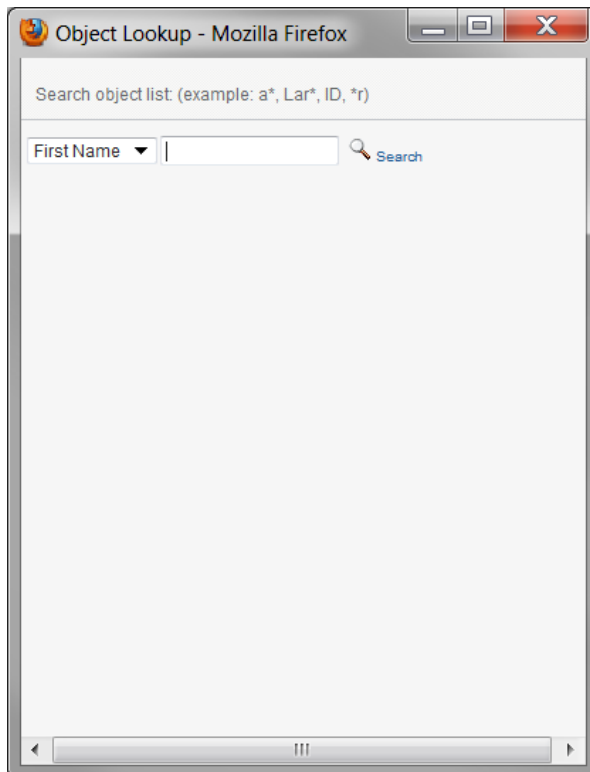 Object Lookup - Mozilla Firefox
Search object list: (example: a*, Lar*, ID, *r)
First Name Search